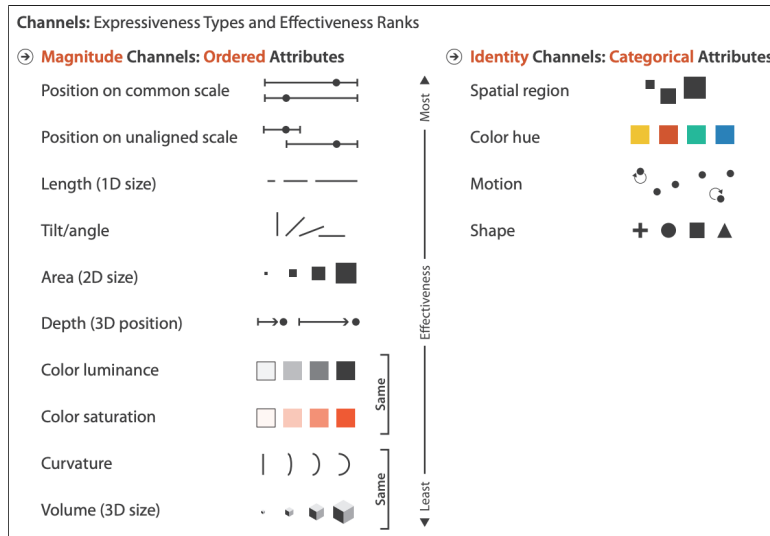 Channels: Expressiveness Types and Effectiveness Ranks
Magnitude Channels: Ordered Attributes
Position on common scale
Position on unaligned scale
Length (1D size)
Tilt/angle
Area (2D size)
Depth (3D position)
Color luminance
Color saturation
Same
Curvature
Volume (3D size)
Same
Most
Effectiveness
Least
Identity Channels: Categorical Attributes
Spatial region
Color hue
Motion
Shape